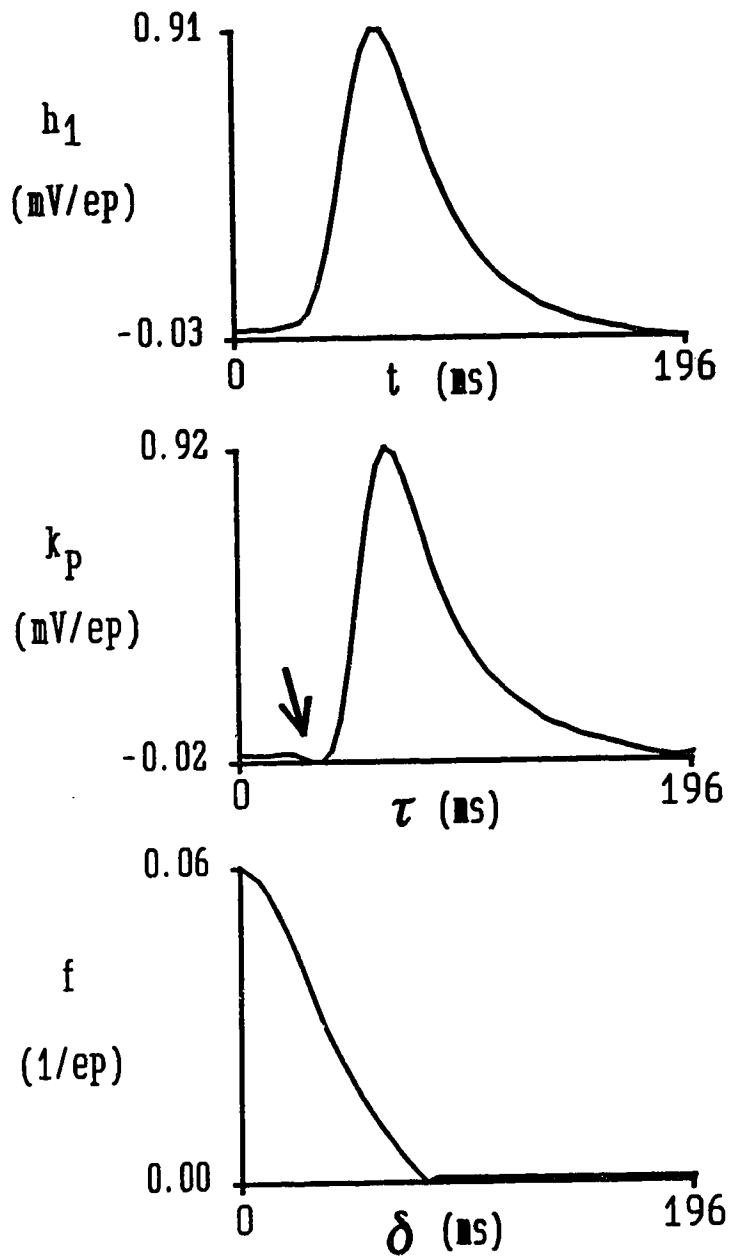 0.91
h1
(mV/ep)
-0.03
0
t (ms)
196
0.92
kp
(mV/ep)
-0.02
0
τ (ms)
196
0.06
f
(1/ep)
0.00
0
δ (ms)
196